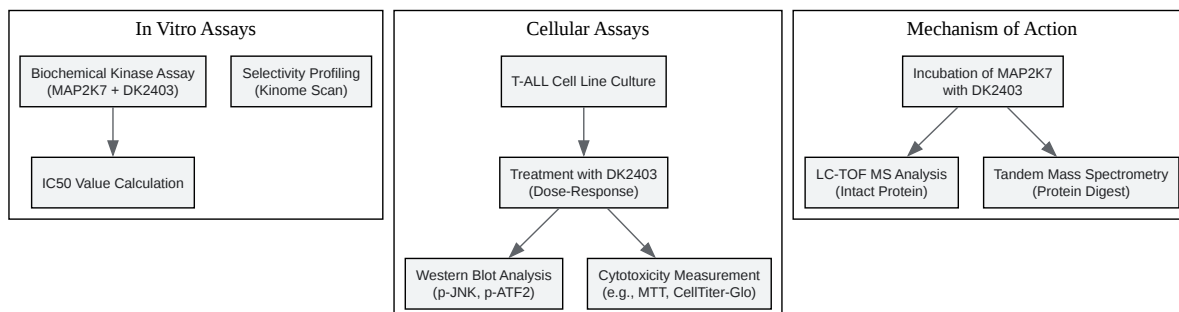 In Vitro Assays
Biochemical Kinase Assay
(MAP2K7 + DK2403)
Selectivity Profiling
(Kinome Scan)
IC50 Value Calculation
Cellular Assays
T-ALL Cell Line Culture
Treatment with DK2403
(Dose-Response)
Western Blot Analysis
(p-JNK, p-ATF2)
Cytotoxicity Measurement
(e.g., MTT, CellTiter-Glo)
Mechanism of Action
Incubation of MAP2K7
with DK2403
LC-TOF MS Analysis
(Intact Protein)
Tandem Mass Spectrometry
(Protein Digest)